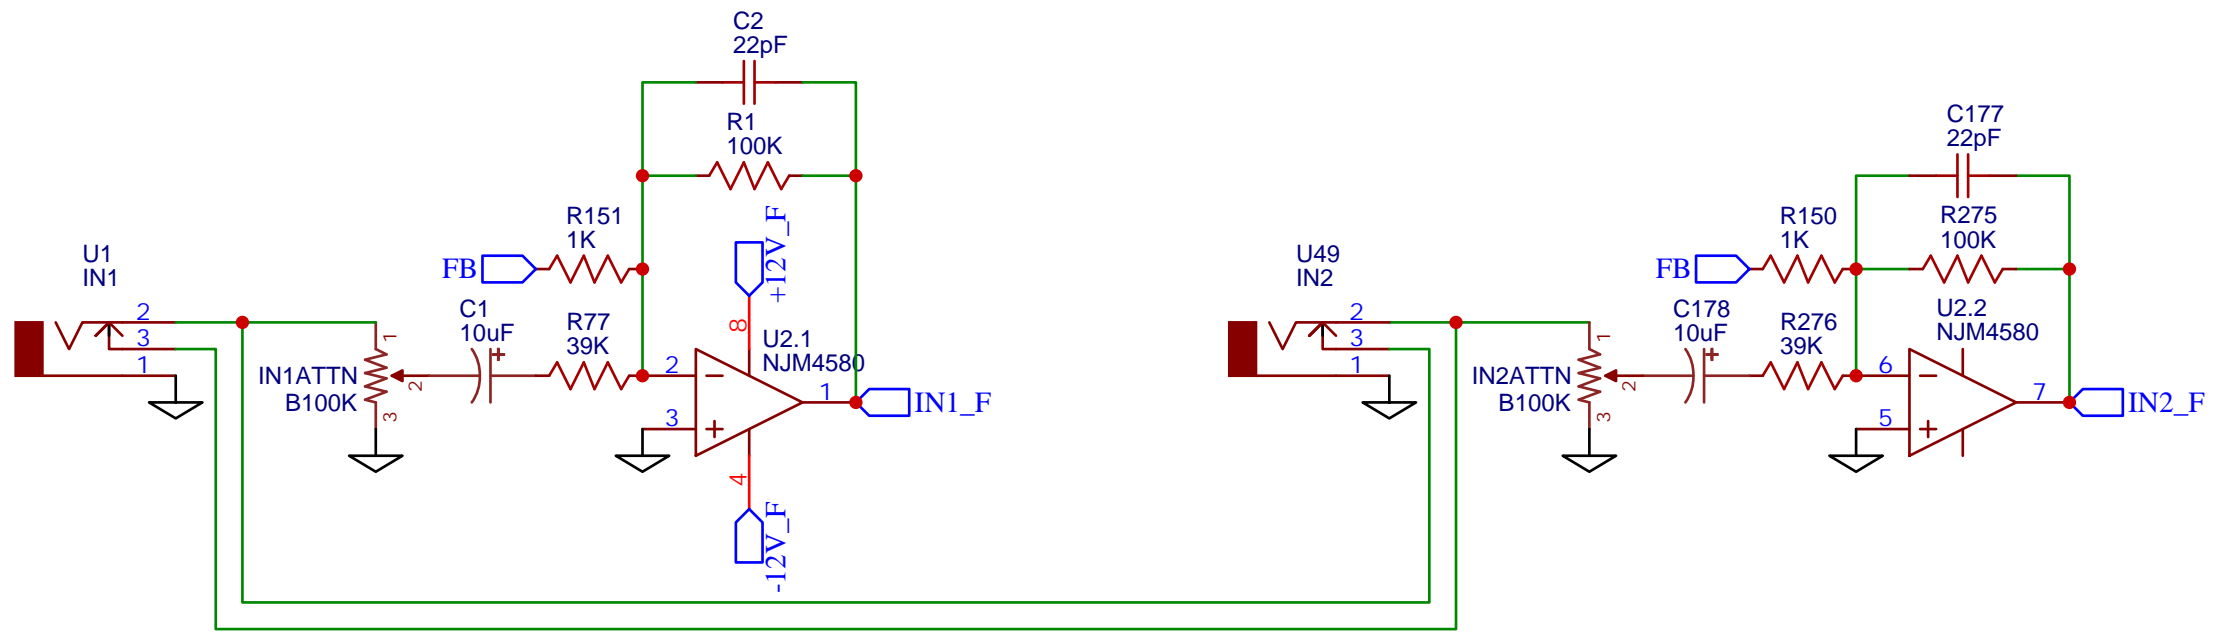 C2
22pF
R1
100K
R151
1K
FB
+12V_F
U1
IN1
2
3
1
C1
10uF
R77
39K
8
U2.1
NJM4580
1
IN1ATTN
B100K
2
3
2
3
1
IN1_F
4
-12V_F
C177
22pF
R150
1K
R275
100K
FB
U49
IN2
2
3
1
C178
10uF
R276
39K
U2.2
NJM4580
1
IN2ATTN
B100K
2
3
6
5
7
IN2_F